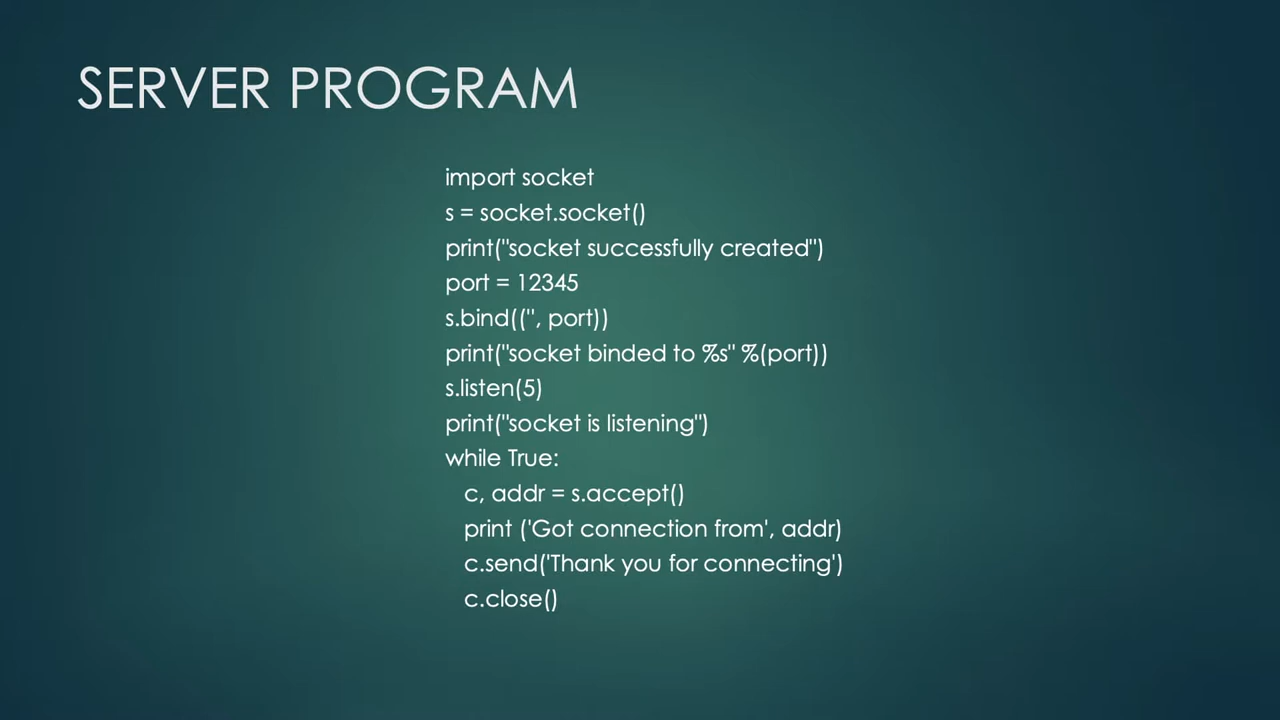 SERVER PROGRAM
import socket
s = socket.socket()
print("socket successfully created")
port = 12345
s.bind(('', port))
print("socket binded to %s" %(port))
s.listen(5)
print("socket is listening")
while True:
c, addr = s.accept()
print ('Got connection from', addr)
c.send('Thank you for connecting')
c.close()